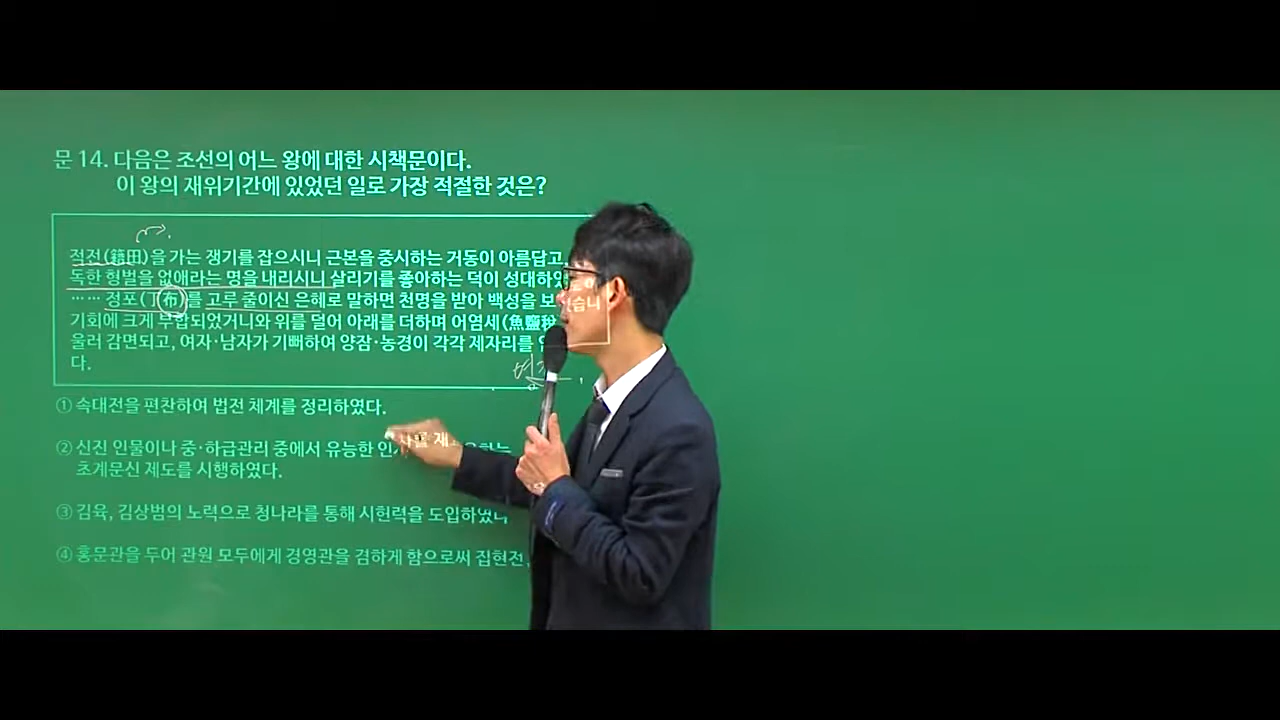 문 14. 다음은 조선의 어느 왕에 대한 시책문이다.
이 왕의 재위기간에 있었던 일로 가장 적절한 것은?
적전(籍田)을 가는 쟁기를 잡으시니 근본을 중시하는 거동이 아름답고,
독한 형벌을 없애라는 명을 내리시니 살리기를 좋아하는 덕이 성대하였
…… 정포(丁布)를 고루 줄이신 은혜로 말하면 천명을 받아 백성을 보
기회에 크게 부합되었거니와 위를 덜어 아래를 더하며 어염세(魚鹽稅
울러 감면되고, 여자·남자가 기뻐하여 양잠·농경이 각각 제자리를
다.
① 속대전을 편찬하여 법전 체계를 정리하였다.
② 신진 인물이나 중·하급관리 중에서 유능한
초계문신 제도를 시행하였다.
③ 김육, 김상범의 노력으로 청나라를 통해 시헌력을 도입하였다
④ 홍문관을 두어 관원 모두에게 경영관을 겸하게 함으로써 집현전